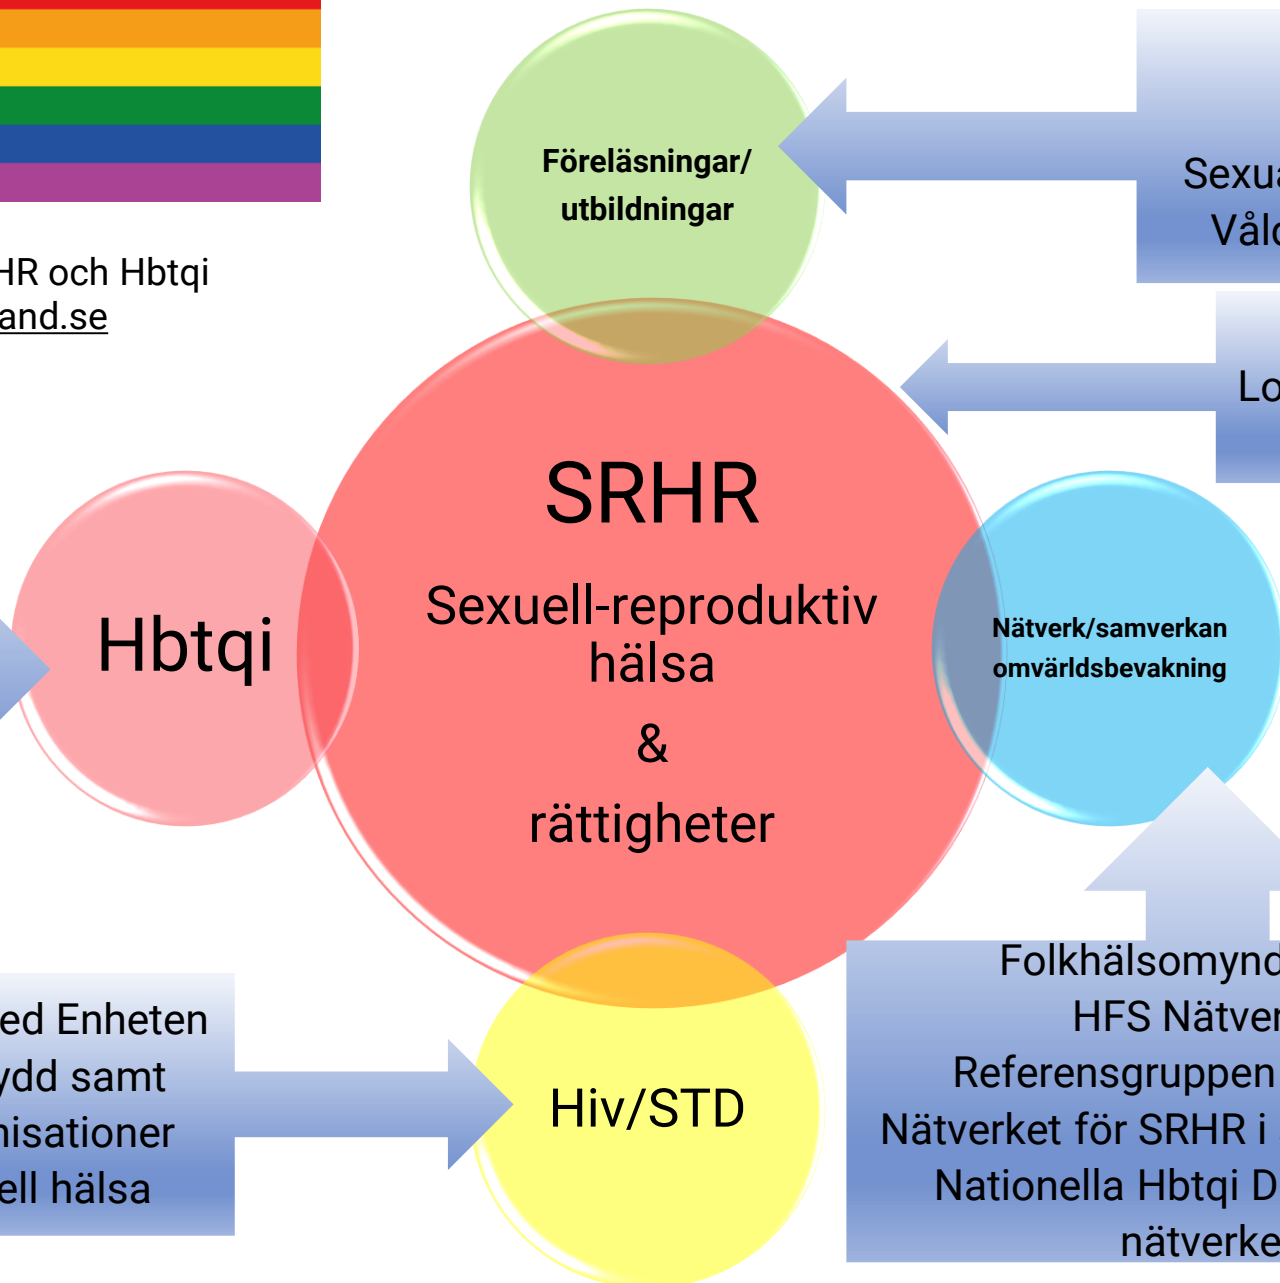 HR och Hbtqi
and.se
Föreläsningar/
utbildningar
SRHR
Sexuell-reproduktiv
hälsa
&
rättigheter
Hbtqi
Nätverk/samverkan
omvärldsbevakning
Hiv/STD
ed Enheten
ydd samt
nisationer
ell hälsa
Sexua
Våld
Lo
Folkhälsomynd
HFS Nätver
Referensgruppen
Nätverket för SRHR i
Nationella Hbtqi D
nätverke